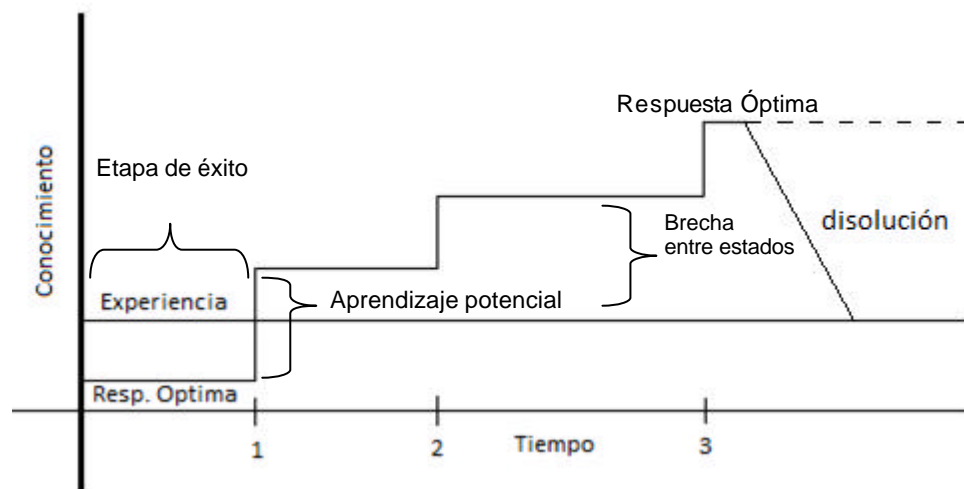 Respuesta Óptima
Etapa de éxito
Conocimiento
Brecha
entre estados
disolución
Experiencia
Aprendizaje potencial
Resp. Optima
1
2
Tiempo
3